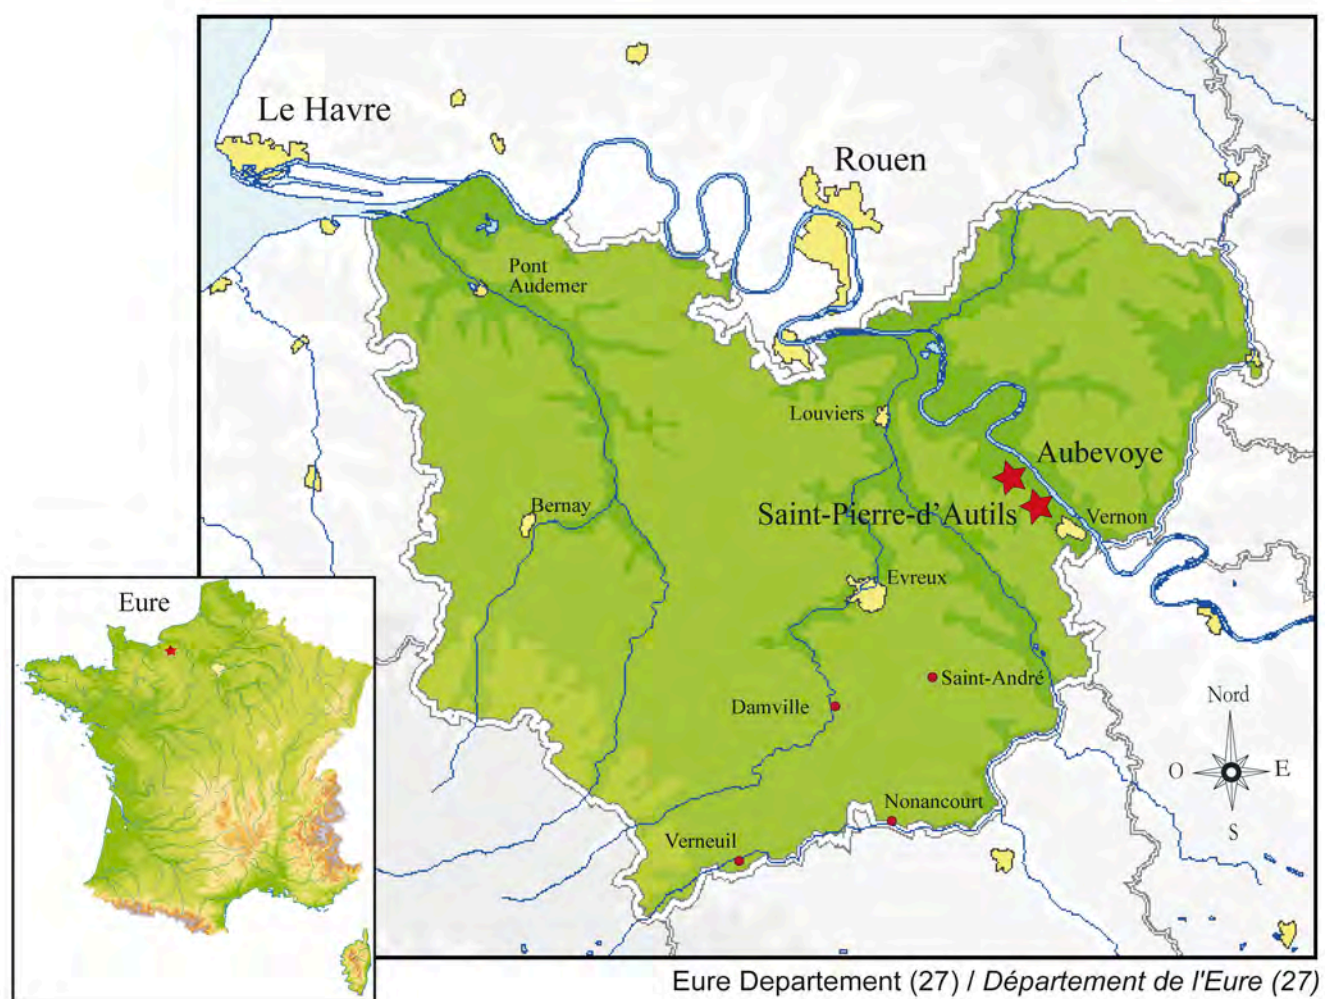 Le Havre
Rouen
Pont
Audemer
Louviers
Aubevoye
Bernay
Saint-Pierre-d'Autils
Vernon
Evreux
Eure
Saint-André
Damville
Nord
O
E
S
Nonancourt
Verneuil
Eure Departement (27) / Département de l'Eure (27)